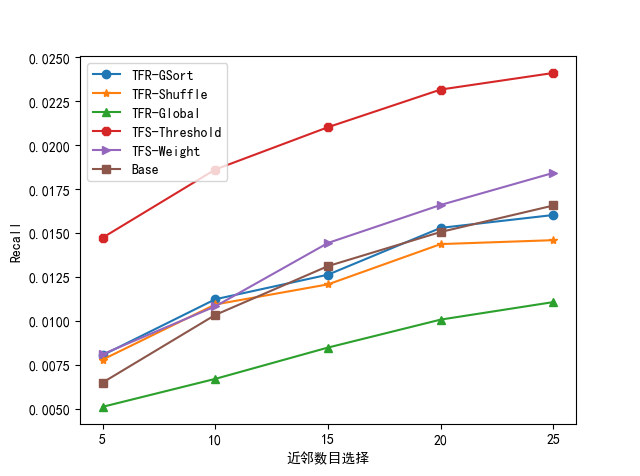 0.0250
0.0225
0.0200
0.0175
0.0150
0.0125
0.0100
0.0075
0.0050
Recall
TFR-GSort
TFR-Shuffle
TFR-Global
TFS-Threshold
TFS-Weight
Base
5
10
15
20
25
近邻数目选择